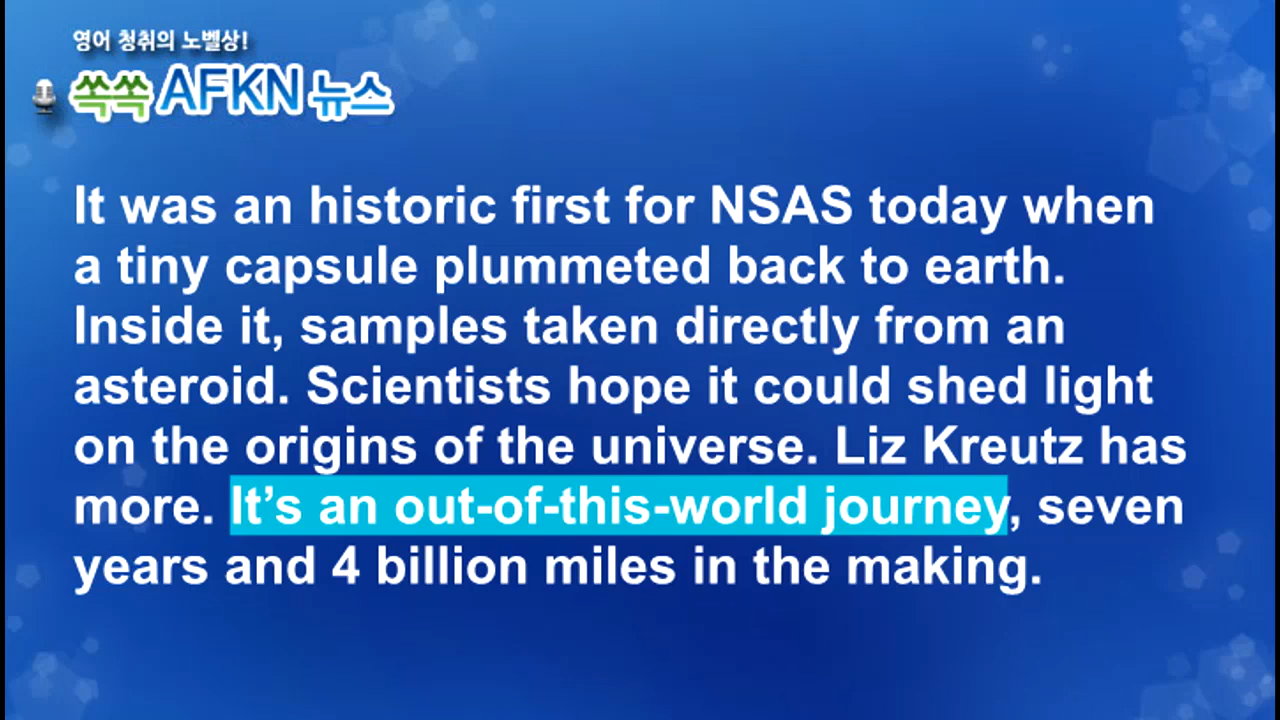 영어 청취의 노벨상!
쏙쏙 AFKN 뉴스
It was an historic first for NSAS today when
a tiny capsule plummeted back to earth.
Inside it, samples taken directly from an
asteroid. Scientists hope it could shed light
on the origins of the universe. Liz Kreutz has
more. It’s an out-of-this-world journey, seven
years and 4 billion miles in the making.